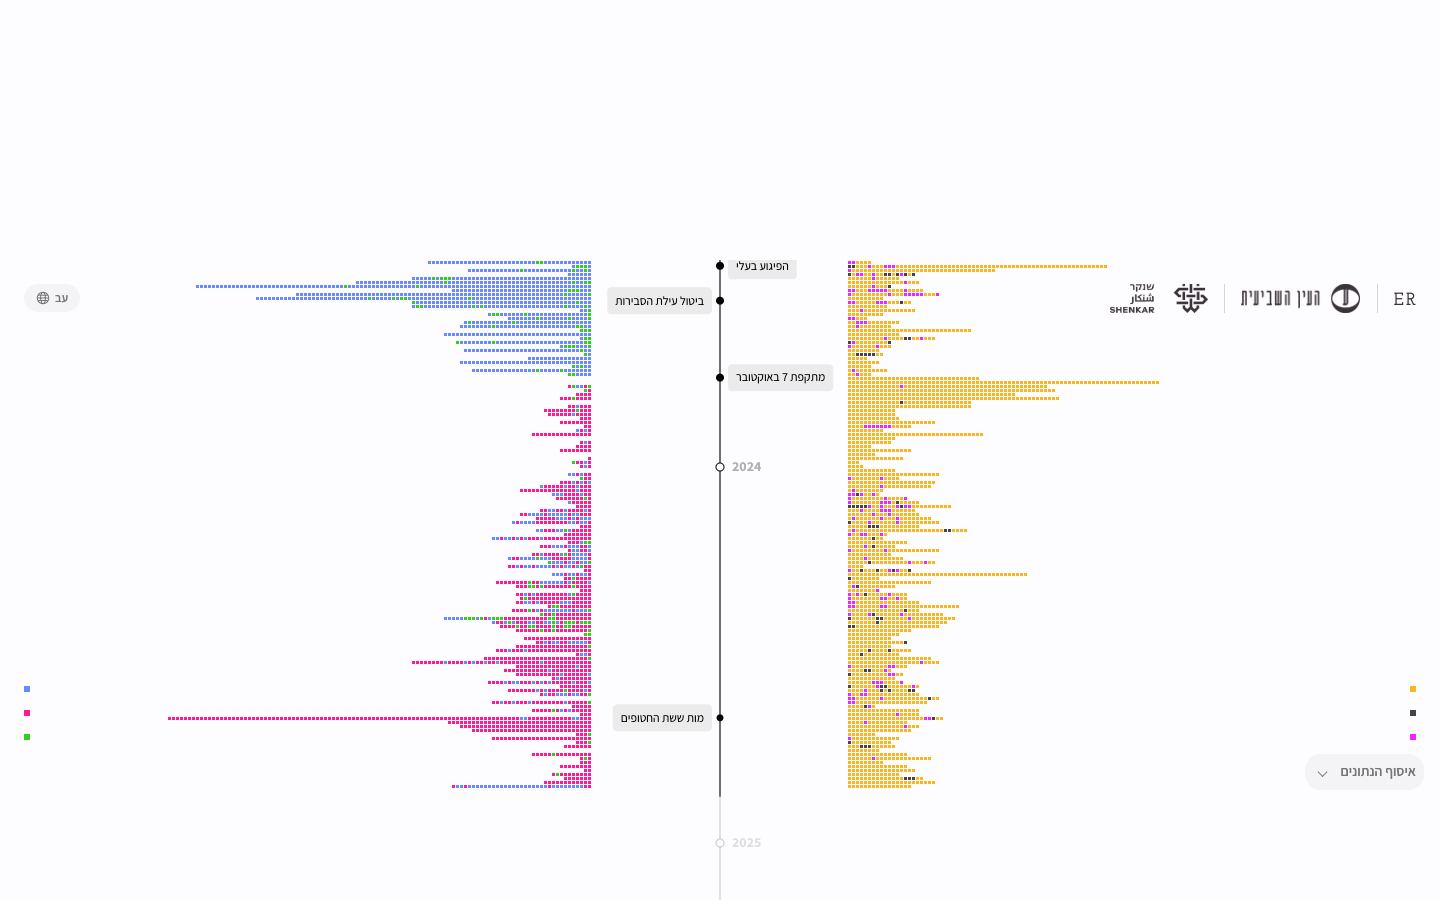 הפיגוע בעלי
ביטול עילת הסבירות
מתקפת 7 באוקטובר
2024
מות ששת החטופים
2025
עב
ER
העין השביעית
שנקר
شنكار
SHENKAR
איסוף הנתונים